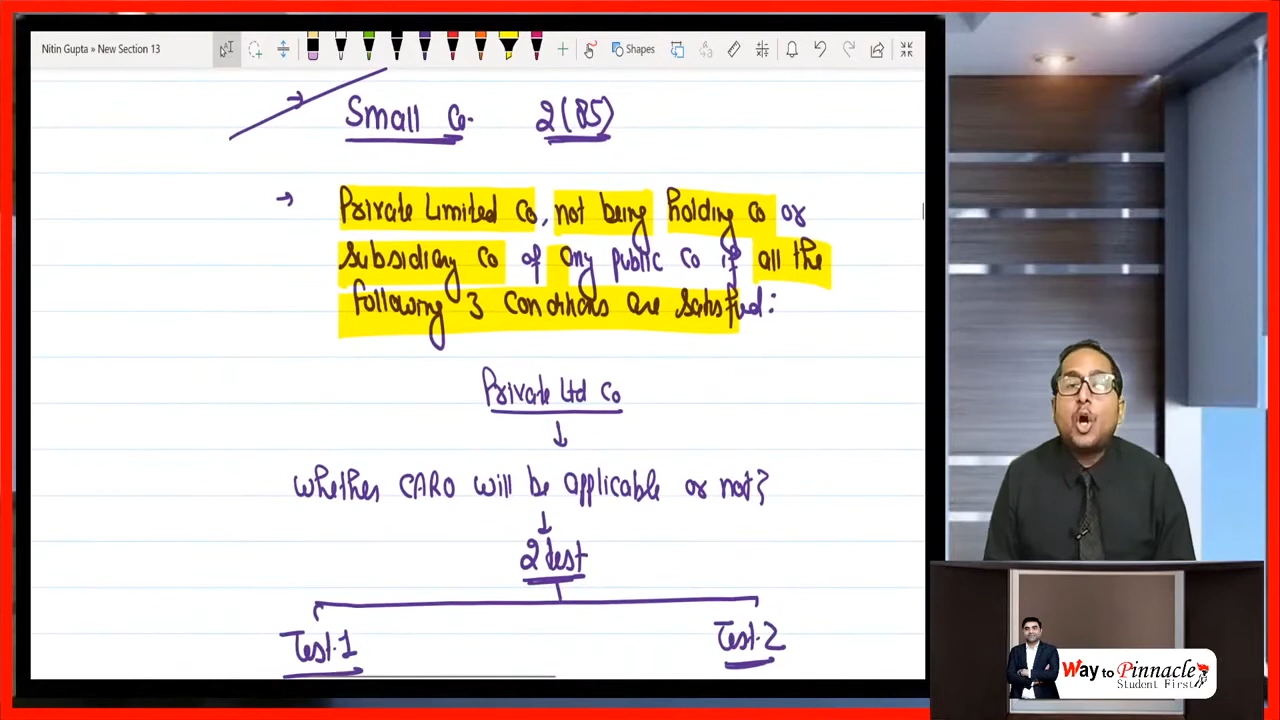 Nitin Gupta » New Section 13
Shapes
Small Co. 2(85)
Private Limited Co, not being holding Co or
subsidiary Co of any public Co if all the
following 3 conditions are satisfied:
Private Ltd Co
Whether CARO will be applicable or not?
2 test
Test-1 Test-2
Way to Pinnacle
Student First